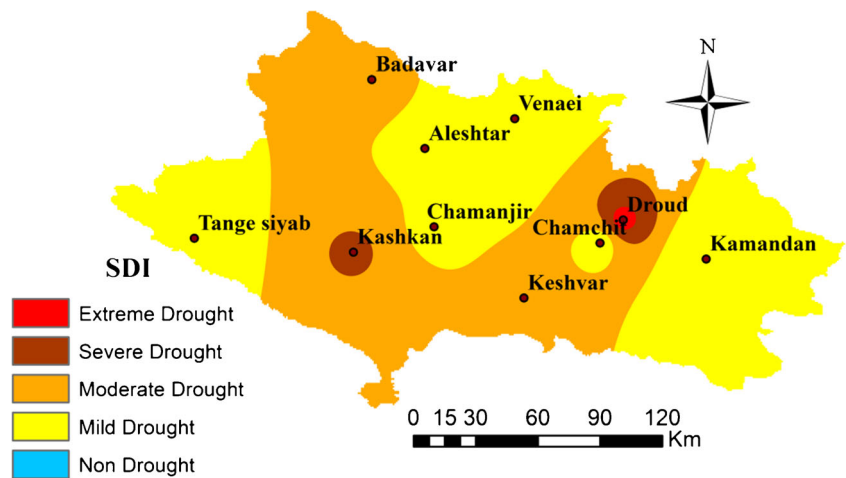 N
Badavar
Venaei
Aleshtar
Droud
Chamanjir
Tange siyab
Chamchit
Kashkan
Kamandan
SDI
Keshvar
Extreme Drought
Severe Drought
Moderate Drought
Mild Drought
Non Drought
0 15 30 60 90 120
Km